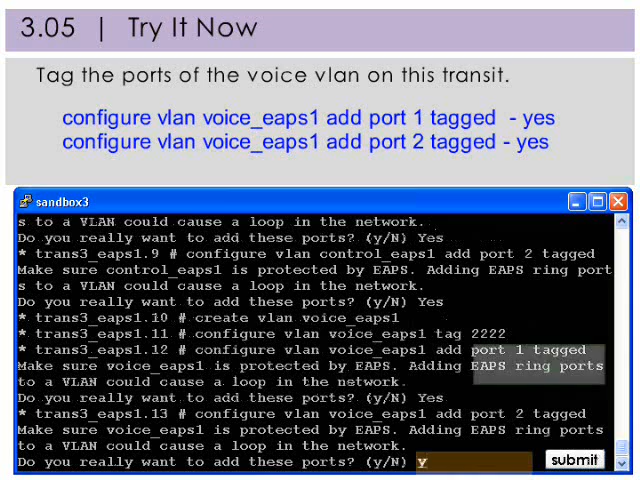 3.05 | Try It Now
Tag the ports of the voice vlan on this transit.
configure vlan voice_eaps1 add port 1 tagged - yes
configure vlan voice_eaps1 add port 2 tagged - yes
sandbox3
s to a VLAN could cause a loop in the network.
Do you really want to add these ports? (y/N) Yes
* trans3_eaps1.9 # configure vlan control_eaps1 add port 2 tagged
Make sure control_eaps1 is protected by EAPS. Adding EAPS ring port
s to a VLAN could cause a loop in the network.
Do you really want to add these ports? (y/N) Yes
* trans3_eaps1.10 # create vlan voice_eaps1
* trans3_eaps1.11 # configure vlan voice_eaps1 tag 2222
* trans3_eaps1.12 # configure vlan voice_eaps1 add port 1 tagged
Make sure voice_eaps1 is protected by EAPS. Adding EAPS ring ports
to a VLAN could cause a loop in the network.
Do you really want to add these ports? (y/N) Yes
* trans3_eaps1.13 # configure vlan voice_eaps1 add port 2 tagged
Make sure voice_eaps1 is protected by EAPS. Adding EAPS ring ports
to a VLAN could cause a loop in the network.
Do you really want to add these ports? (y/N) y
submit